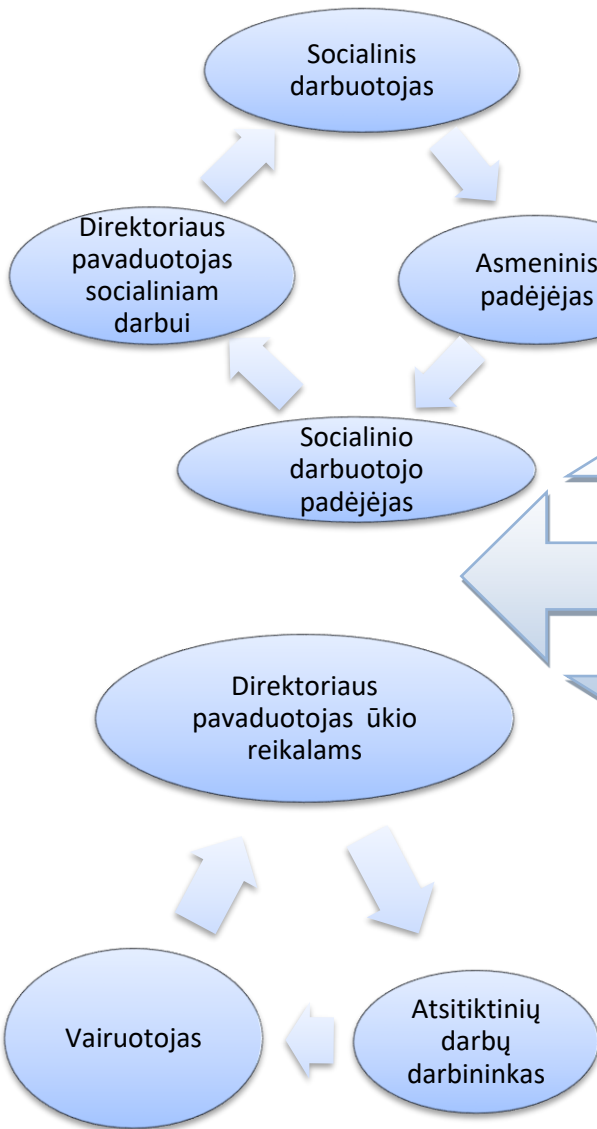 Socialinis
darbuotojas
Direktoriaus
pavaduotojas
socialiniam
darbui
Asmeninis
padėjėjas
Socialinio
darbuotojo
padėjėjas
Direktoriaus
pavaduotojas ūkio
reikalams
Vairuotojas
Atsitiktinių
darbų
darbininkas